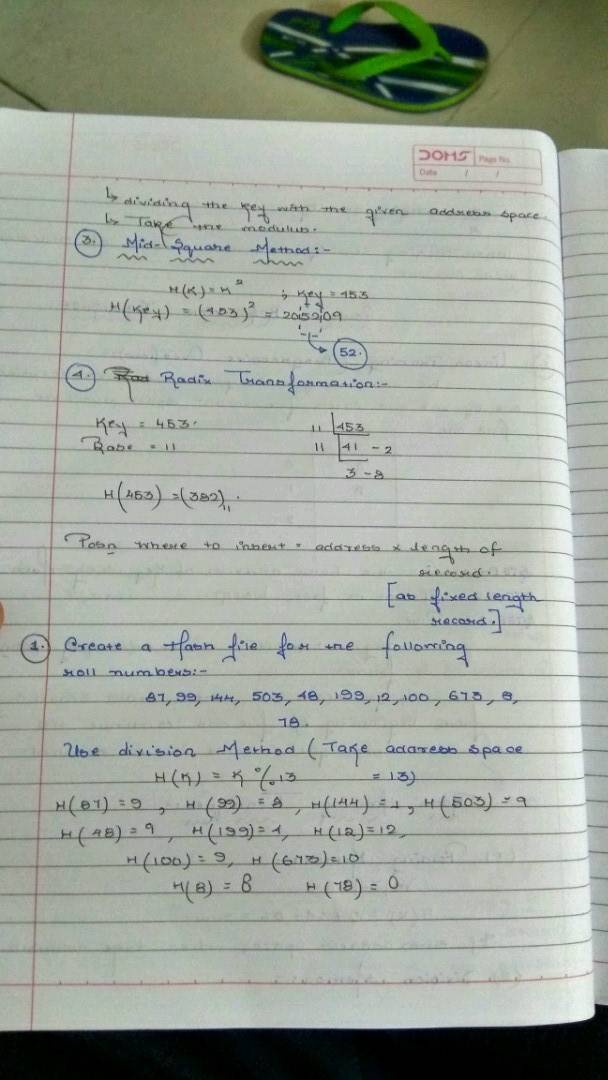 DOMS Page No.
Date / /
↳ dividing the key with the given address space.
↳ Take the modulus.
3. Mid-Square Method:-
H(K) = K² ; Key = 453
H(Key) = (453)² = 205209
52.
4. Radix Transformation:-
Key = 453.
Base = 11
11 453
11 41 - 2
3 - 8
H(453) = (382)₁₁.
Posn where to insert = address × length of
record.
[as fixed length
record.]
1. Create a Hash file for the following
roll numbers:-
87, 99, 144, 503, 48, 199, 12, 100, 673, 8,
78.
Use division Method (Take address space
H(K) = K % 13 = 13)
H(87) = 9, H(99) = 8, H(144) = 1, H(503) = 9
H(48) = 9, H(199) = 4, H(12) = 12,
H(100) = 9, H(673) = 10
H(8) = 8 H(78) = 0